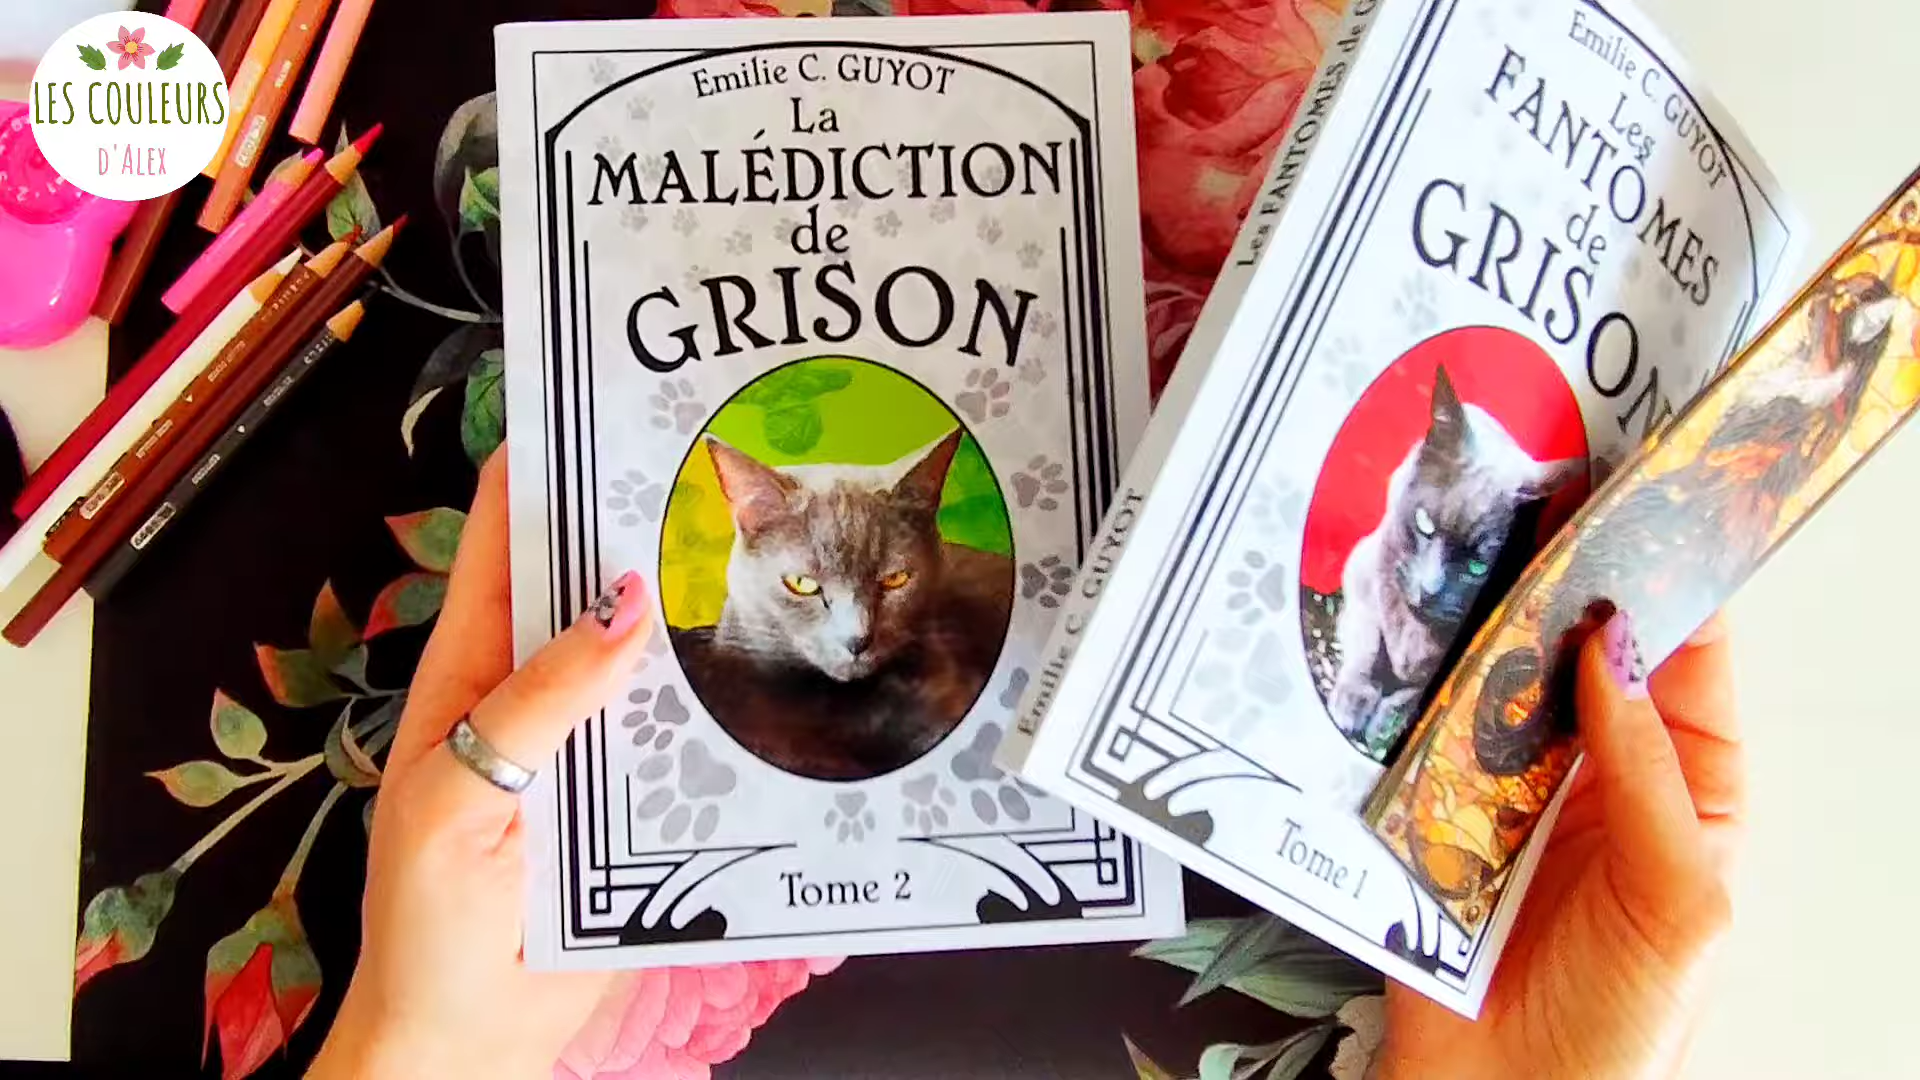 LES COULEURS
d'ALEX
Emilie C. GUYOT
La
MALÉDICTION
de
GRISON
Tome 2
Emilie C. GUYOT
Les FANTOMES de G
Emilie C. GUYOT
Les
FANTÔMES
de
GRISON
Tome 1